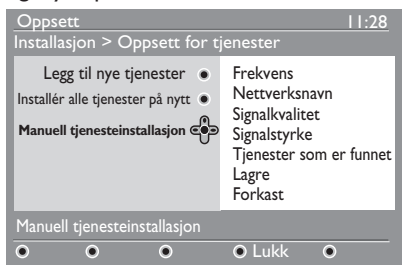 Oppsett 11:28
Installasjon > Oppsett for tjenester
Legg til nye tjenester
Installér alle tjenester på nytt
Manuell tjenesteinstallasjon
Frekvens
Nettverksnavn
Signalkvalitet
Signalstyrke
Tjenester som er funnet
Lagre
Forkast
Manuell tjenesteinstallasjon
Lukk